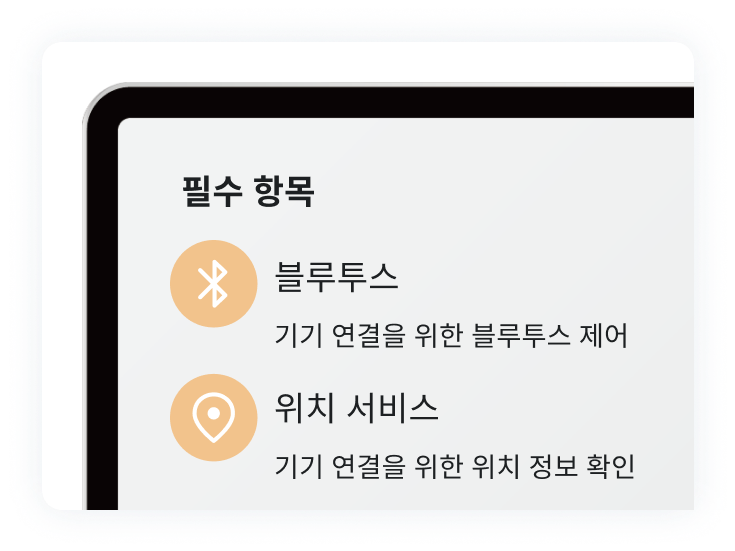 필수 항목
블루투스
기기 연결을 위한 블루투스 제어
위치 서비스
기기 연결을 위한 위치 정보 확인